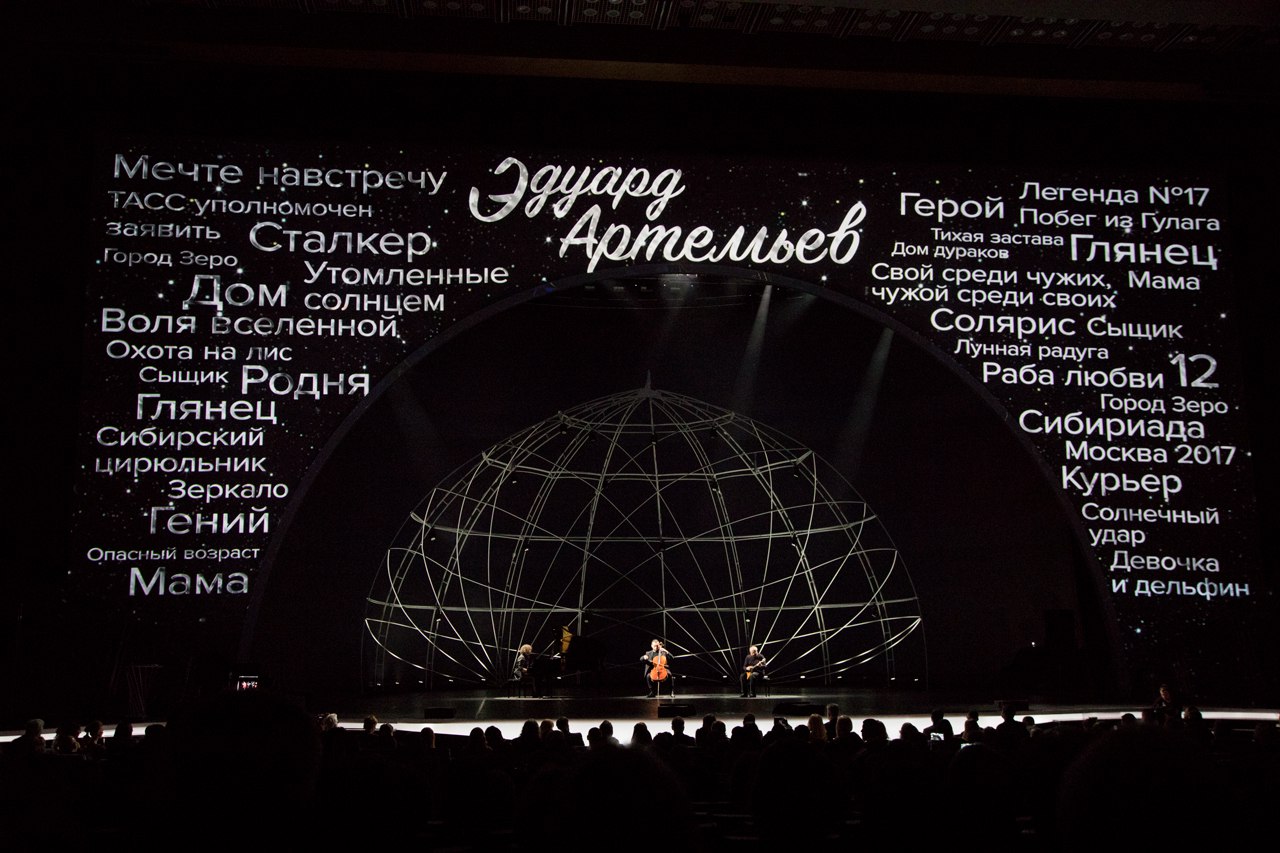 Эдуард
Артемьев
Мечте навстречу
ТАСС уполномочен
заявить
Сталкер
Город Зеро
Утомленные
солнцем
Дом
Воля вселенной
Охота на лис
Сыщик
Родня
Глянец
Сибирский
цирюльник
Зеркало
Гений
Опасный возраст
Мама
Легенда №17
Герой
Побег из Гулага
Тихая застава
Глянец
Дом дураков
Свой среди чужих,
чужой среди своих
Мама
Солярис
Сыщик
Лунная радуга
Раба любви
12
Город Зеро
Сибириада
Москва 2017
Курьер
Солнечный
удар
Девочка
и дельфин